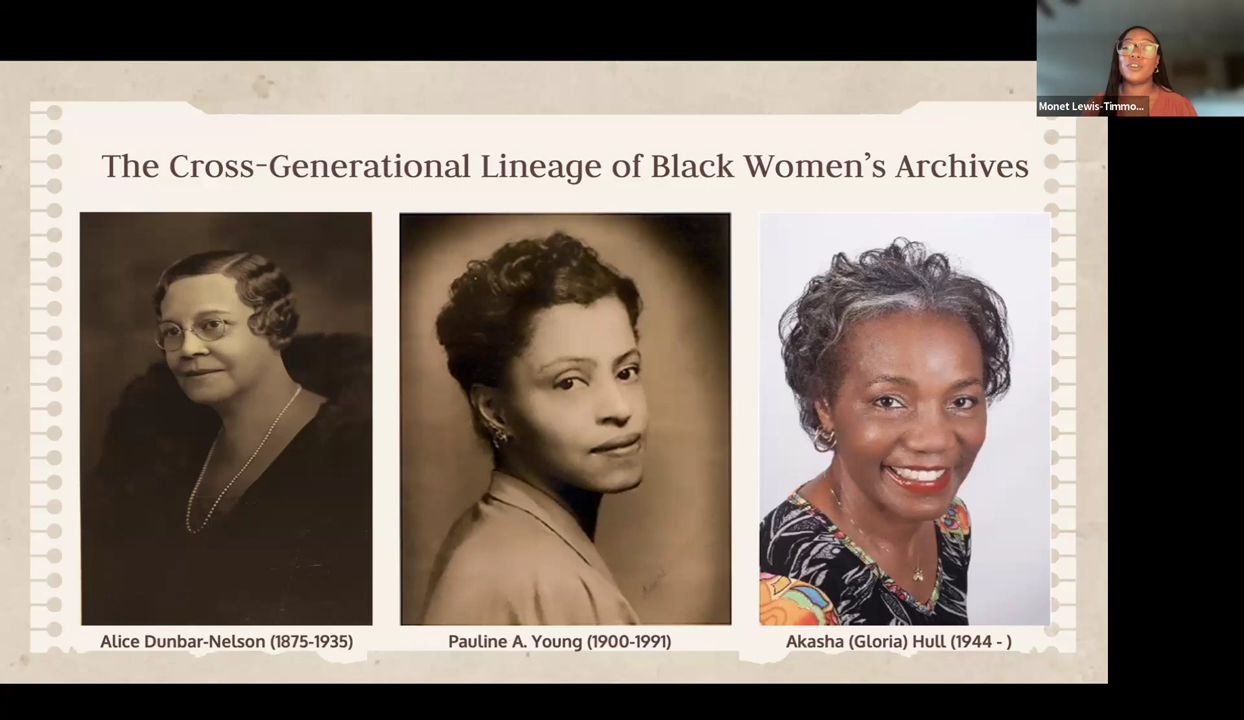 Monet Lewis-Timmo...
The Cross-Generational Lineage of Black Women’s Archives
Alice Dunbar-Nelson (1875-1935)
Pauline A. Young (1900-1991)
Akasha (Gloria) Hull (1944 - )